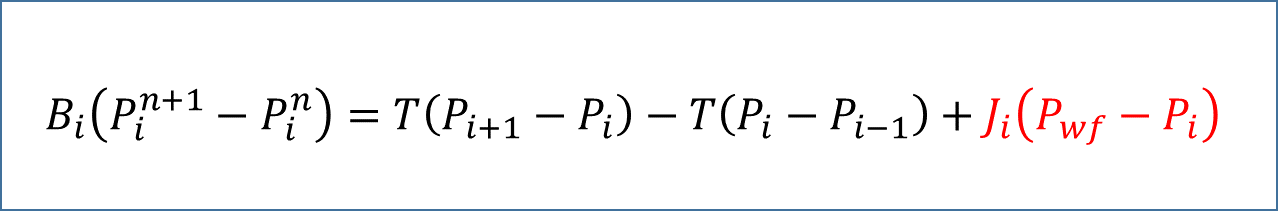 $B_i(P_i^{n+1} - P_i^n) = T(P_{i+1} - P_i) - T(P_i - P_{i-1}) + J_i(P_{wf} - P_i)$